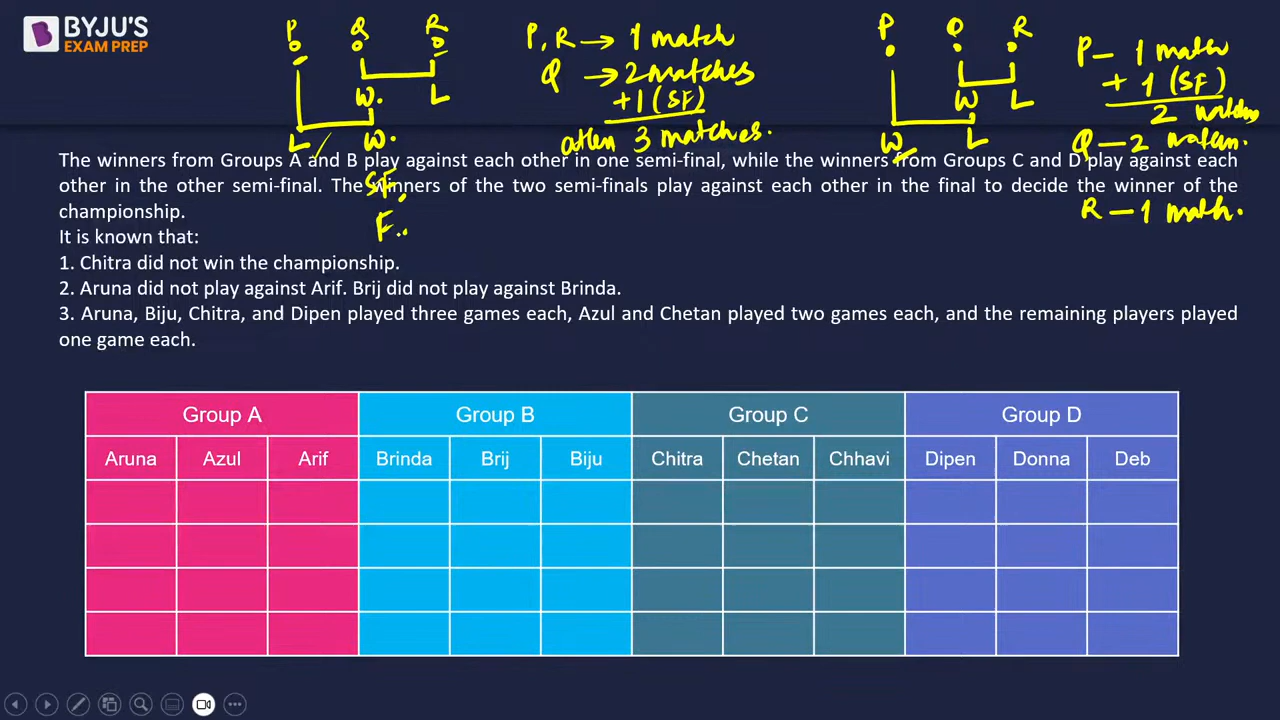 BYJU'S
EXAM PREP
P Q R
W. L
L W.
SF.
F..
P, R → 1 match
Q → 2 matches
+1 (SF)
3 matches.
P Q R
W L
W L
P - 1 match
+ 1 (SF)
2 matches
Q - 2
R - 1 match.
The winners from Groups A and B play against each other in one semi-final, while the winners from Groups C and D play against each
other in the other semi-final. The winners of the two semi-finals play against each other in the final to decide the winner of the
championship.
It is known that:
1. Chitra did not win the championship.
2. Aruna did not play against Arif. Brij did not play against Brinda.
3. Aruna, Biju, Chitra, and Dipen played three games each, Azul and Chetan played two games each, and the remaining players played
one game each.
Group A Group B Group C Group D
Aruna Azul Arif Brinda Brij Biju Chitra Chetan Chhavi Dipen Donna Deb